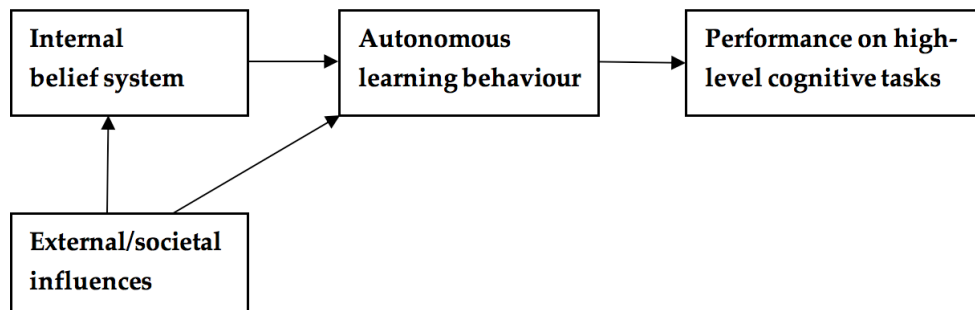 Internal
belief system
Autonomous
learning behaviour
Performance on high-
level cognitive tasks
External/societal
influences